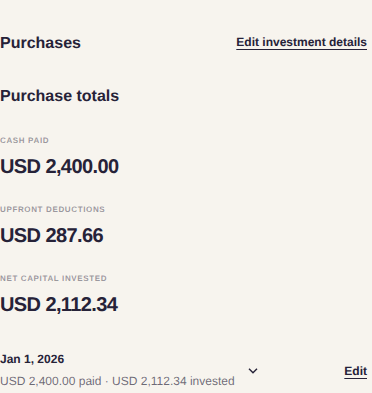 Purchases
Edit investment details
Purchase totals
CASH PAID
USD 2,400.00
UPFRONT DEDUCTIONS
USD 287.66
NET CAPITAL INVESTED
USD 2,112.34
Jan 1, 2026
USD 2,400.00 paid · USD 2,112.34 invested
Edit